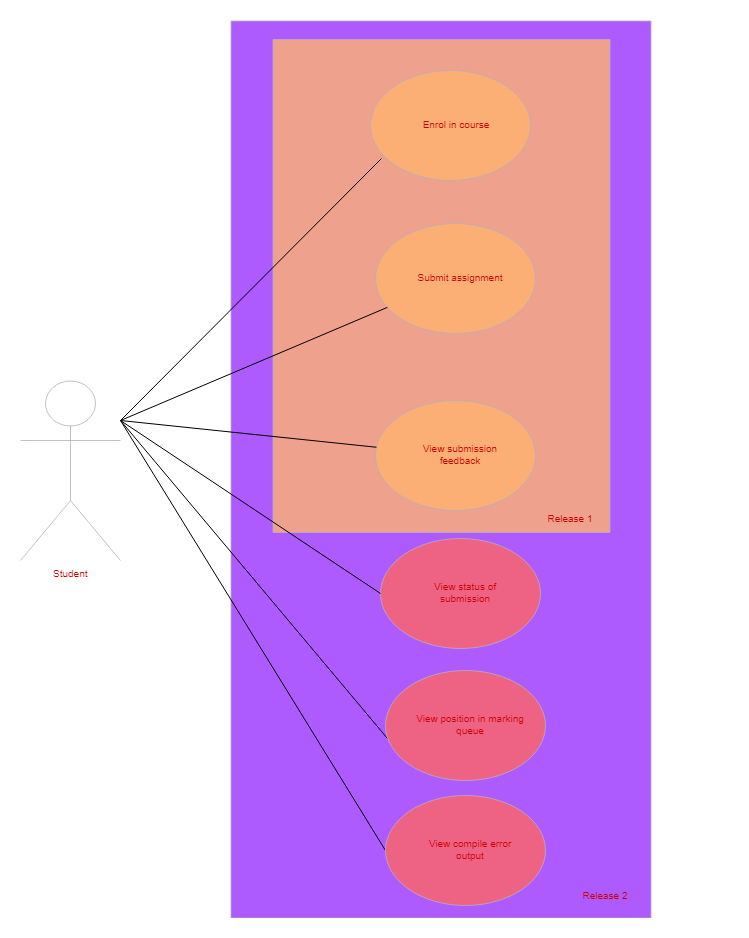 Enrol in course
Submit assignment
View submission
feedback
Release 1
Student
View status of
submission
View position in marking
queue
View compile error
output
Release 2